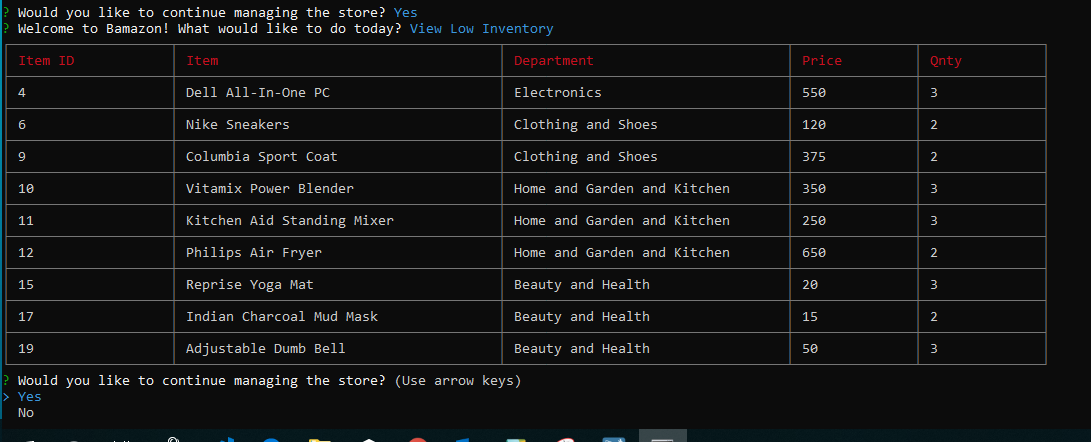 ? Would you like to continue managing the store? Yes
? Welcome to Bamazon! What would like to do today? View Low Inventory
Item ID Item Department Price Qnty
4 Dell All-In-One PC Electronics 550 3
6 Nike Sneakers Clothing and Shoes 120 2
9 Columbia Sport Coat Clothing and Shoes 375 2
10 Vitamix Power Blender Home and Garden and Kitchen 350 3
11 Kitchen Aid Standing Mixer Home and Garden and Kitchen 250 3
12 Philips Air Fryer Home and Garden and Kitchen 650 2
15 Reprise Yoga Mat Beauty and Health 20 3
17 Indian Charcoal Mud Mask Beauty and Health 15 2
19 Adjustable Dumb Bell Beauty and Health 50 3
? Would you like to continue managing the store? (Use arrow keys)
> Yes
No